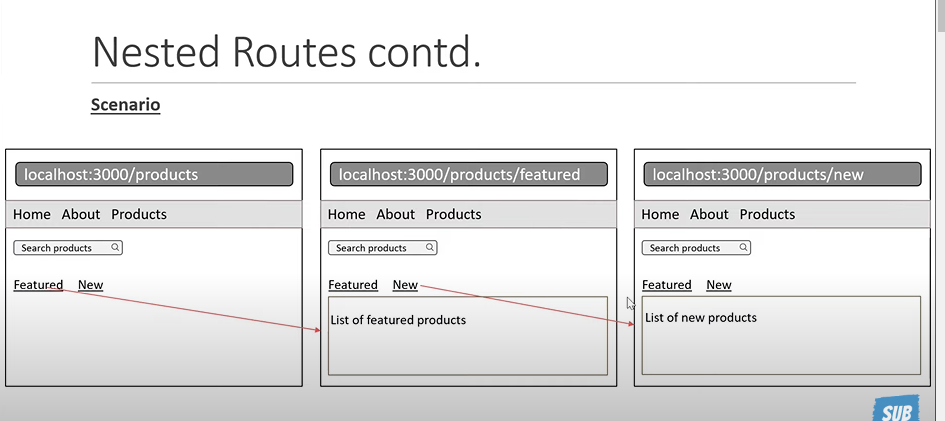 Nested Routes contd.
Scenario
localhost:3000/products
Home About Products
Search products
Featured New
localhost:3000/products/featured
Home About Products
Search products
Featured New
List of featured products
localhost:3000/products/new
Home About Products
Search products
Featured New
List of new products
SUB